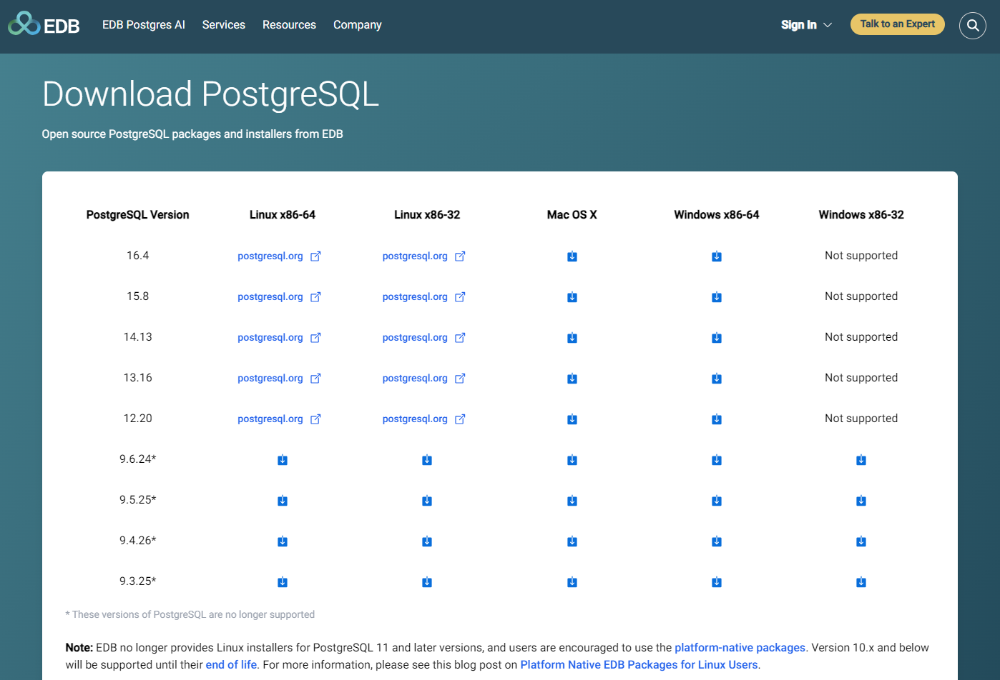 EDB EDB Postgres AI Services Resources Company Sign In Talk to an Expert
Download PostgreSQL
Open source PostgreSQL packages and installers from EDB
PostgreSQL Version Linux x86-64 Linux x86-32 Mac OS X Windows x86-64 Windows x86-32
16.4 postgresql.org postgresql.org Not supported
15.8 postgresql.org postgresql.org Not supported
14.13 postgresql.org postgresql.org Not supported
13.16 postgresql.org postgresql.org Not supported
12.20 postgresql.org postgresql.org Not supported
9.6.24*
9.5.25*
9.4.26*
9.3.25*
* These versions of PostgreSQL are no longer supported
Note: EDB no longer provides Linux installers for PostgreSQL 11 and later versions, and users are encouraged to use the platform-native packages. Version 10.x and below
will be supported until their end of life. For more information, please see this blog post on Platform Native EDB Packages for Linux Users.